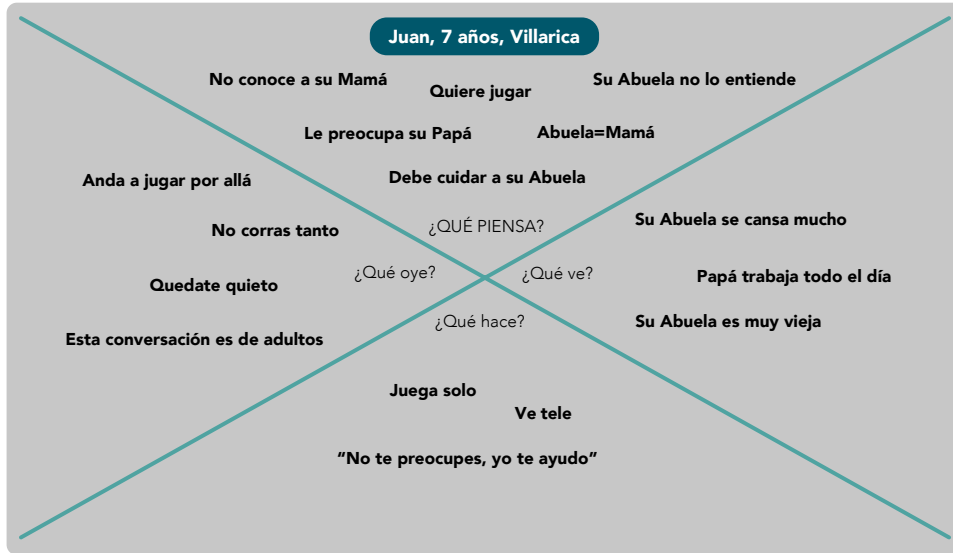 Juan, 7 años, Villarica
No conoce a su Mamá
Quiere jugar
Su Abuela no lo entiende
Le preocupa su Papá
Abuela=Mamá
Debe cuidar a su Abuela
¿QUÉ PIENSA?
Anda a jugar por allá
No corras tanto
¿Qué oye?
Quedate quieto
Esta conversación es de adultos
Su Abuela se cansa mucho
¿Qué ve?
Papá trabaja todo el día
Su Abuela es muy vieja
¿Qué hace?
Juega solo
Ve tele
"No te preocupes, yo te ayudo"